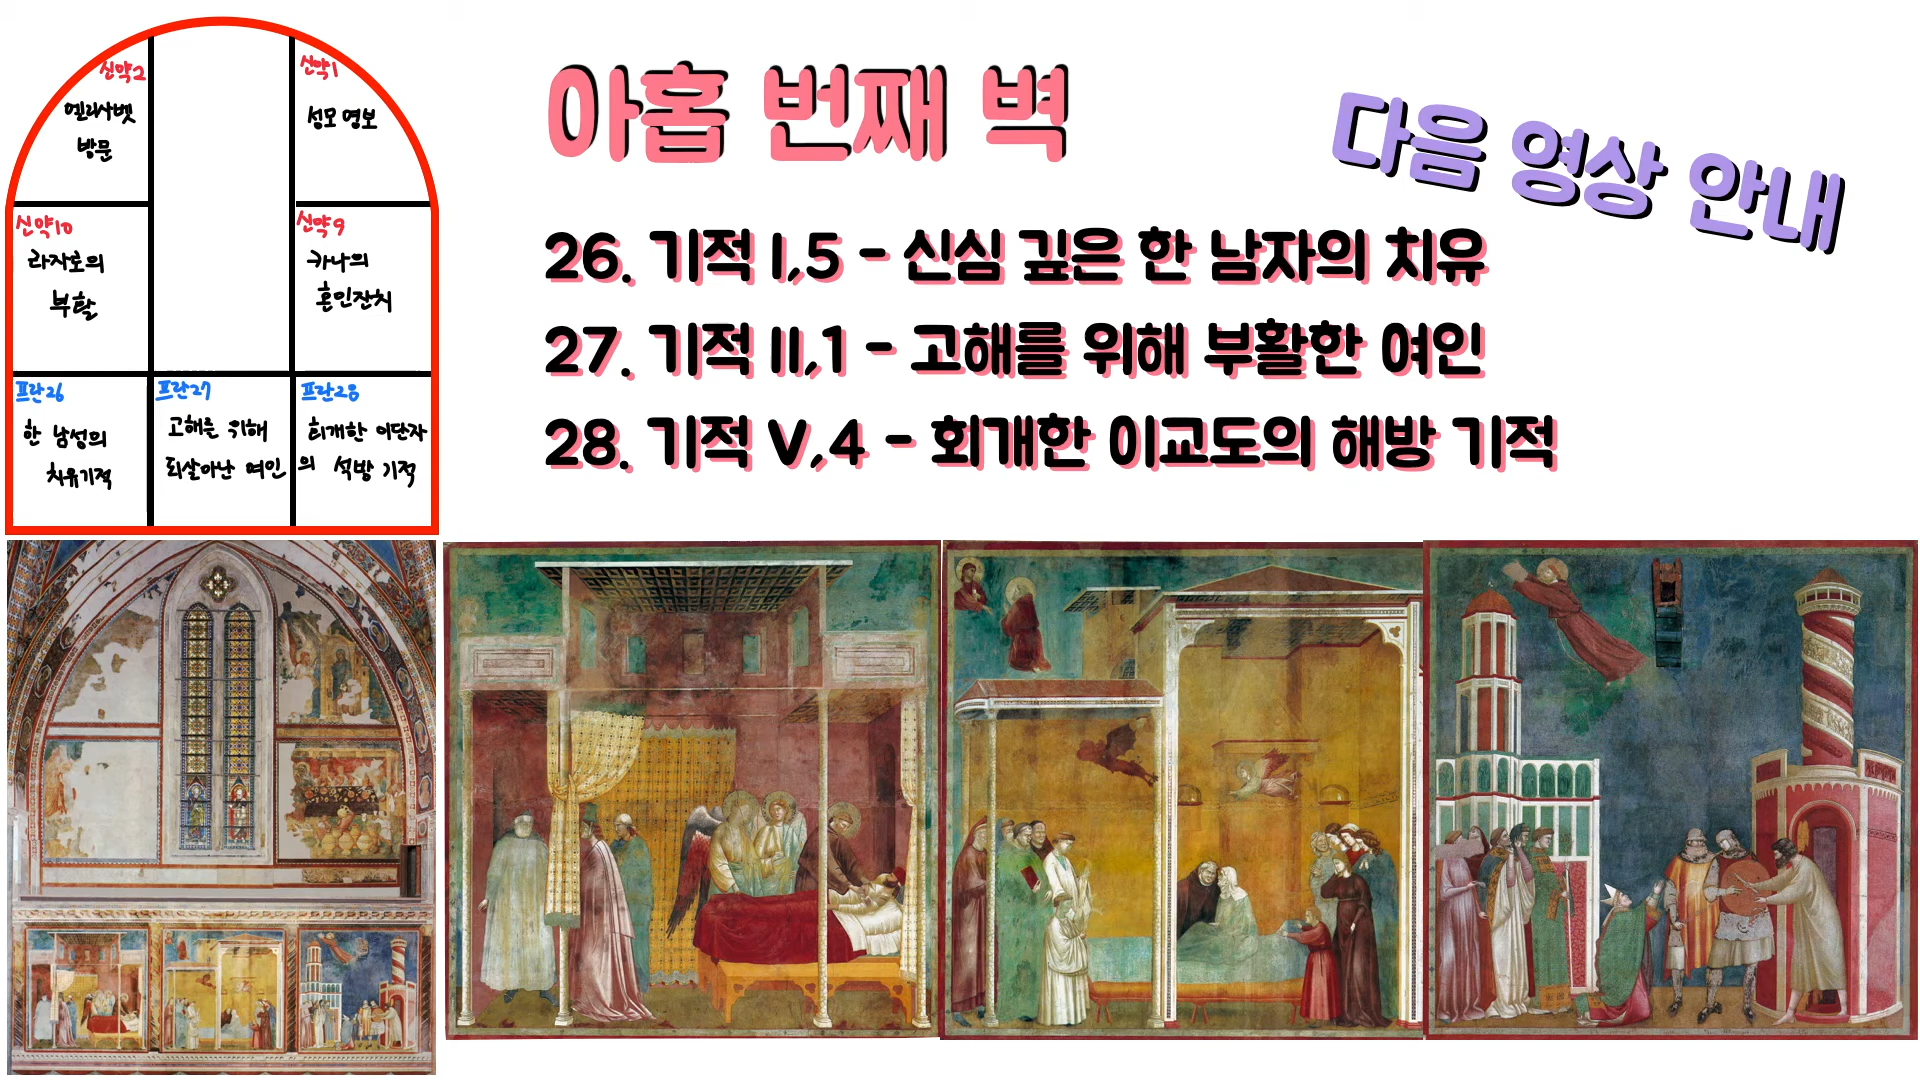 신약2
엘리사벳
방문
신약1
성모 영보
신약10
라자로의
부활
신약9
카나의
혼인잔치
프란26
한 남성의
치유기적
프란27
고해를 위해
되살아난 여인
프란28
회개한 이단자
의 석방 기적
아홉 번째 벽
다음 영상 안내
26. 기적 I,5 - 신심 깊은 한 남자의 치유
27. 기적 II,1 - 고해를 위해 부활한 여인
28. 기적 V,4 - 회개한 이교도의 해방 기적